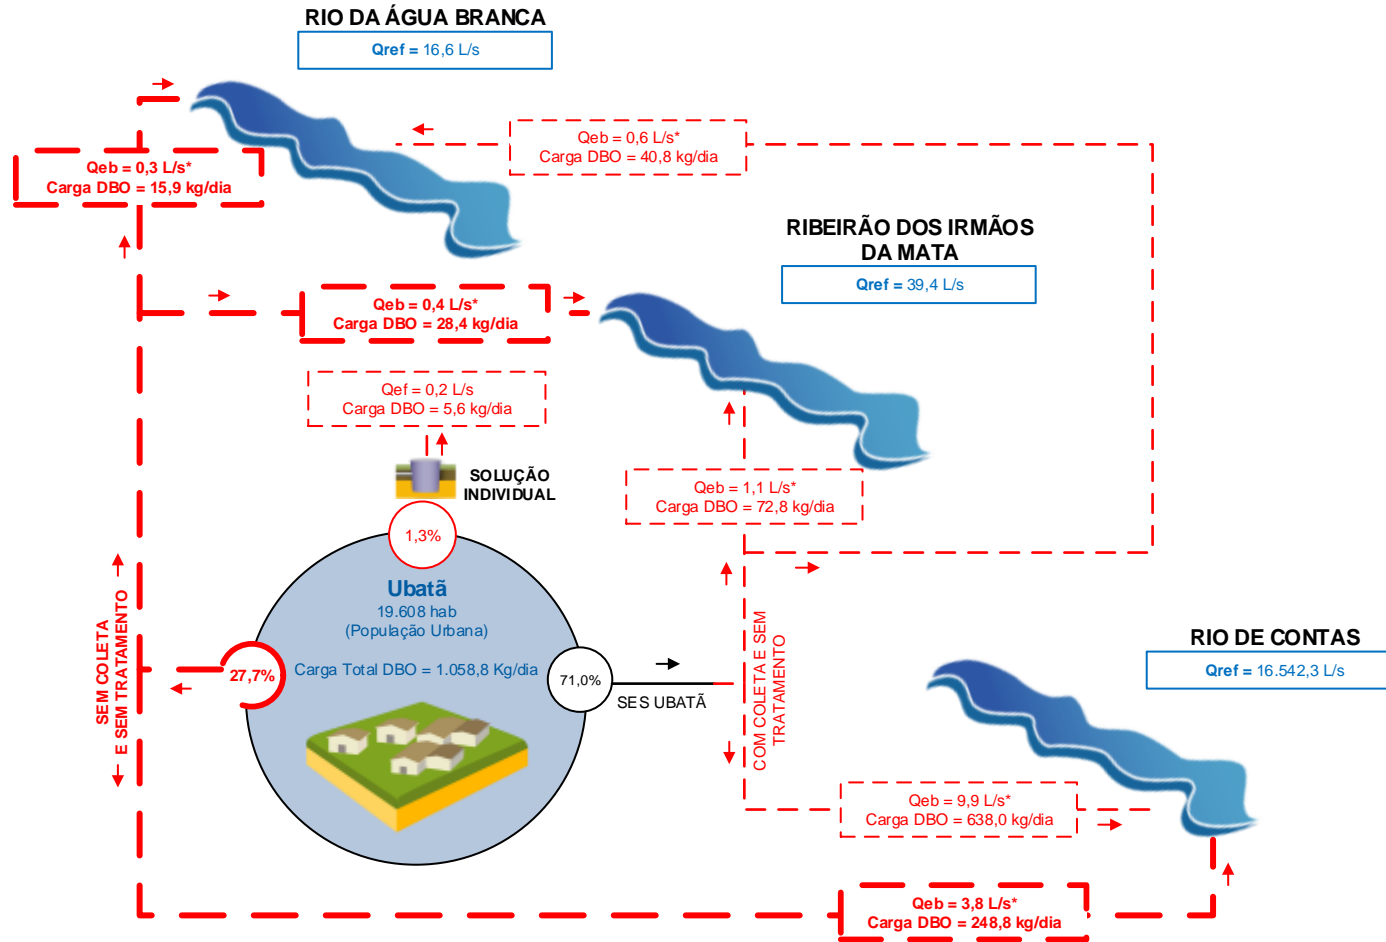 RIO DA ÁGUA BRANCA
Qref = 16,6 L/s
Qeb = 0,6 L/s*
Carga DBO = 40,8 kg/dia
Qeb = 0,3 L/s*
Carga DBO = 15,9 kg/dia
RIBEIRÃO DOS IRMÃOS
DA MATA
Qref = 39,4 L/s
Qeb = 0,4 L/s*
Carga DBO = 28,4 kg/dia
Qef = 0,2 L/s
Carga DBO = 5,6 kg/dia
SOLUÇÃO
INDIVIDUAL
Qeb = 1,1 L/s*
Carga DBO = 72,8 kg/dia
1,3%
Ubatã
19.608 hab
(População Urbana)
Carga Total DBO = 1.058,8 Kg/dia
27,7%
71,0%
SES UBATÃ
SEM COLETA
E SEM TRATAMENTO
COM COLETA E SEM
TRATAMENTO
RIO DE CONTAS
Qref = 16.542,3 L/s
Qeb = 9,9 L/s*
Carga DBO = 638,0 kg/dia
Qeb = 3,8 L/s*
Carga DBO = 248,8 kg/dia